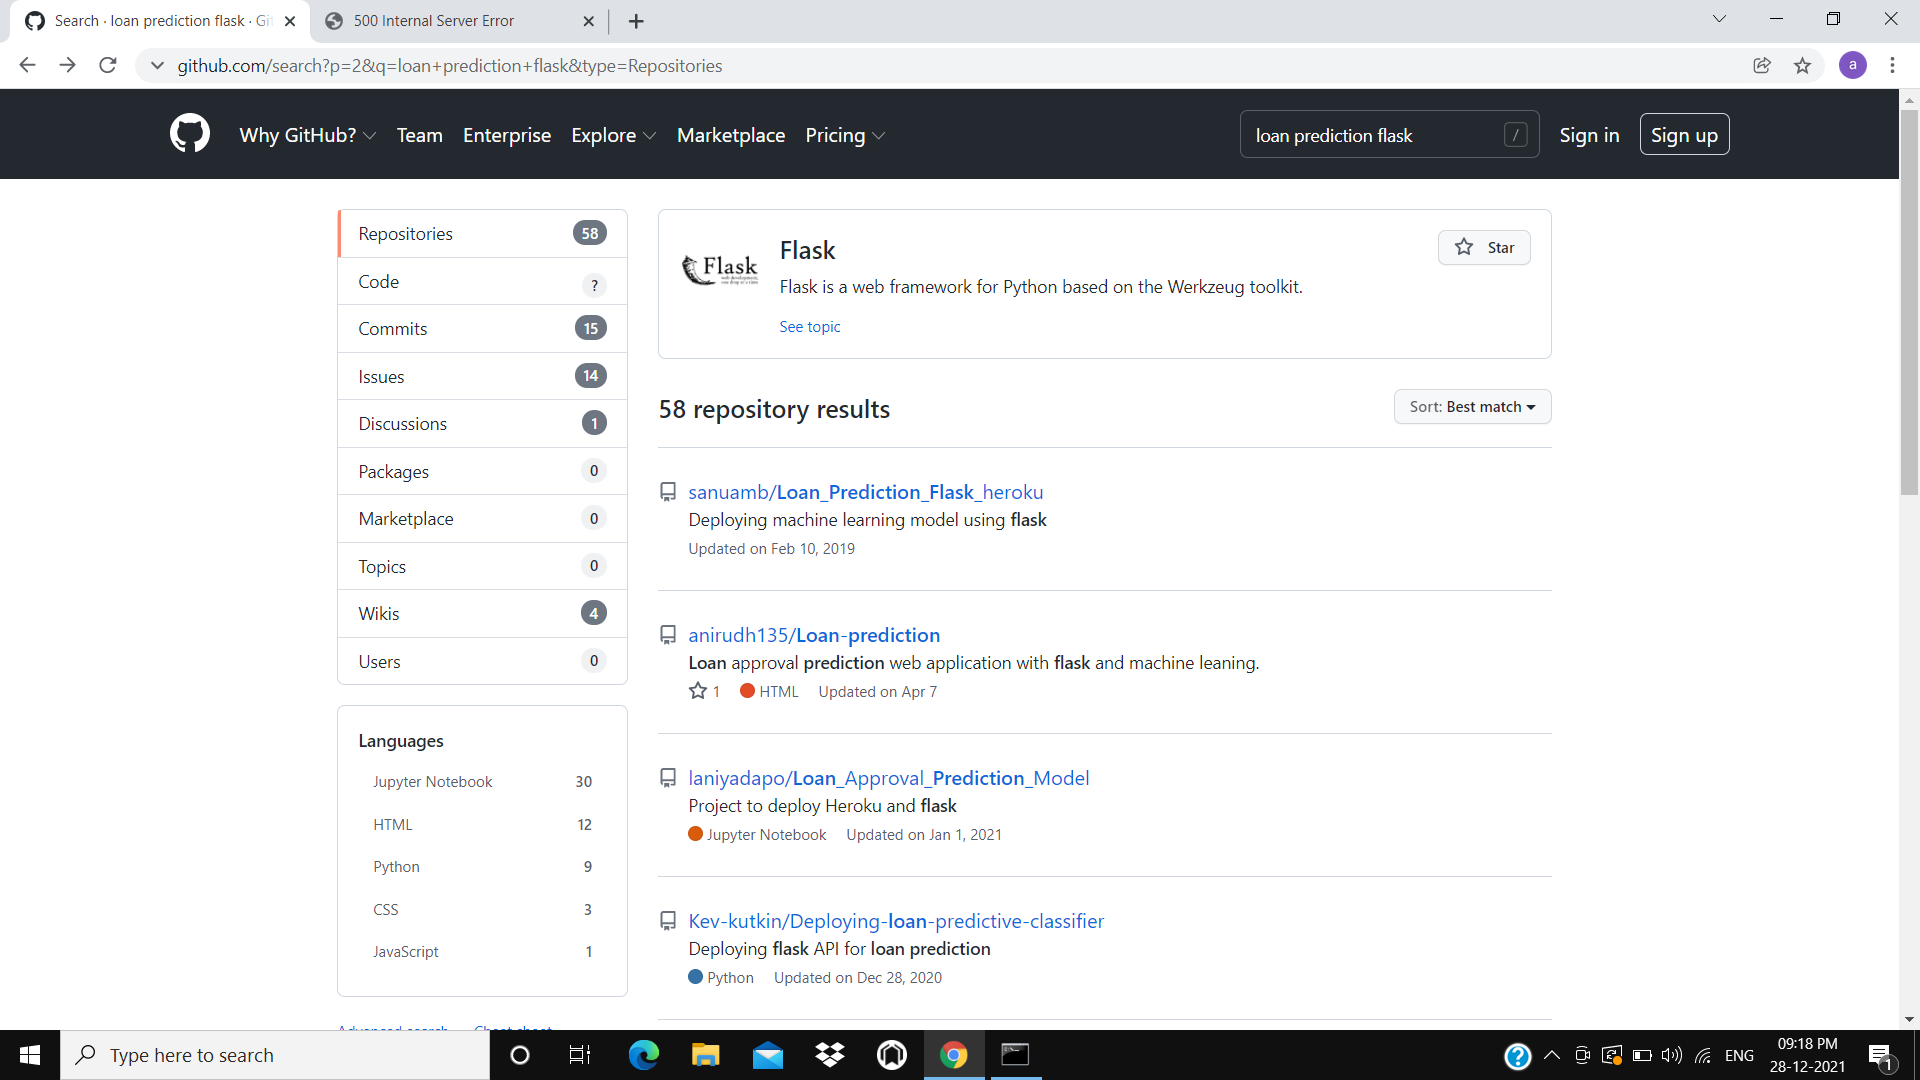 Search · loan prediction flask · Git
500 Internal Server Error
github.com/search?p=2&q=loan+prediction+flask&type=Repositories
a
Why GitHub?
Team
Enterprise
Explore
Marketplace
Pricing
loan prediction flask
/
Sign in
Sign up
Repositories 58
Code ?
Commits 15
Issues 14
Discussions 1
Packages 0
Marketplace 0
Topics 0
Wikis 4
Users 0
Languages
Jupyter Notebook 30
HTML 12
Python 9
CSS 3
JavaScript 1
Advanced search Cheat sheet
Flask
Flask
Star
Flask is a web framework for Python based on the Werkzeug toolkit.
See topic
58 repository results
Sort: Best match
sanuamb/Loan_Prediction_Flask_heroku
Deploying machine learning model using flask
Updated on Feb 10, 2019
anirudh135/Loan-prediction
Loan approval prediction web application with flask and machine leaning.
1 HTML Updated on Apr 7
laniyadapo/Loan_Approval_Prediction_Model
Project to deploy Heroku and flask
Jupyter Notebook Updated on Jan 1, 2021
Kev-kutkin/Deploying-loan-predictive-classifier
Deploying flask API for loan prediction
Python Updated on Dec 28, 2020
Type here to search
?
ENG
09:18 PM
28-12-2021
1